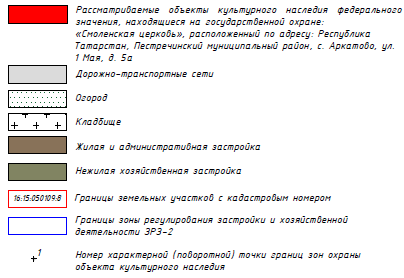 Рассматриваемые объекты культурного наследия федерального
значения, находящиеся на государственной охране:
«Смоленская церковь», расположенный по адресу: Республика
Татарстан, Пестречинский муниципальный район, с. Аркатово, ул.
1 Мая, д. 5а
Дорожно-транспортные сети
Огород
Кладбище
Жилая и административная застройка
Нежилая хозяйственная застройка
16:15:050109:8 Границы земельных участков с кадастровым номером
Границы зоны регулирования застройки и хозяйственной
деятельности ЗРЗ-2
1 Номер характерной (поворотной) точки границ зон охраны
объекта культурного наследия